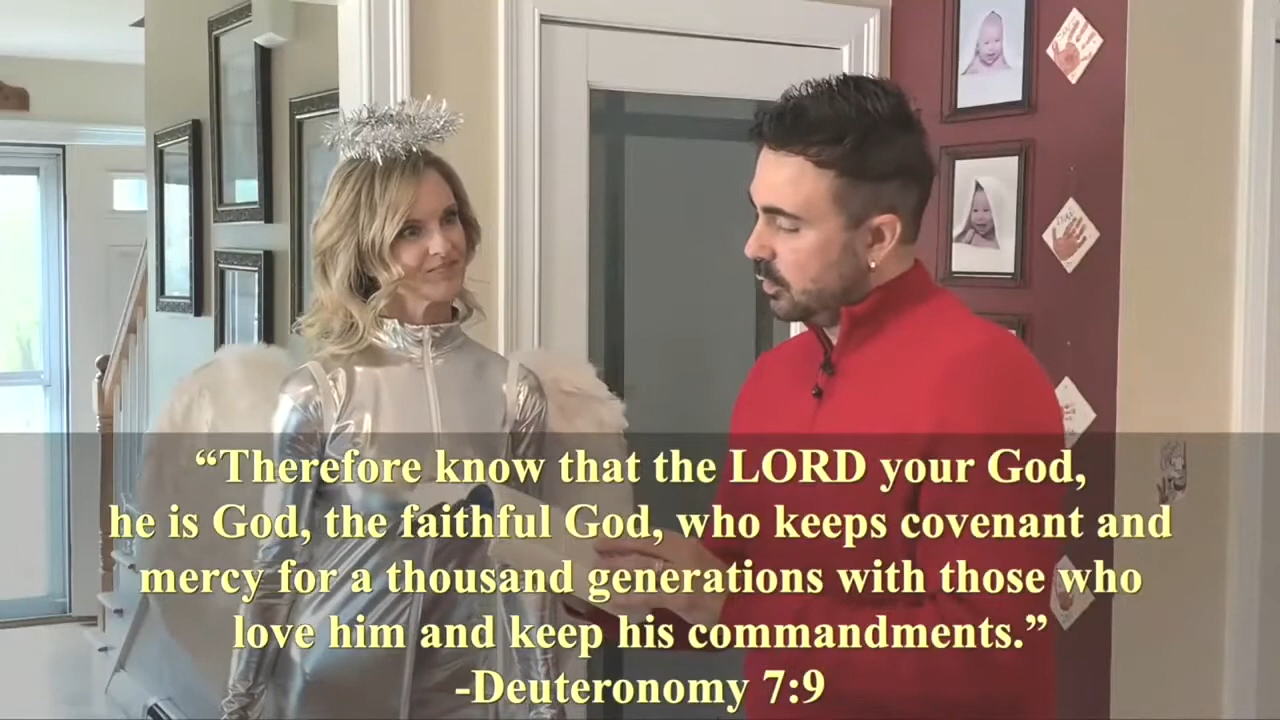 “Therefore know that the LORD your God,
he is God, the faithful God, who keeps covenant and
mercy for a thousand generations with those who
love him and keep his commandments.”
-Deuteronomy 7:9